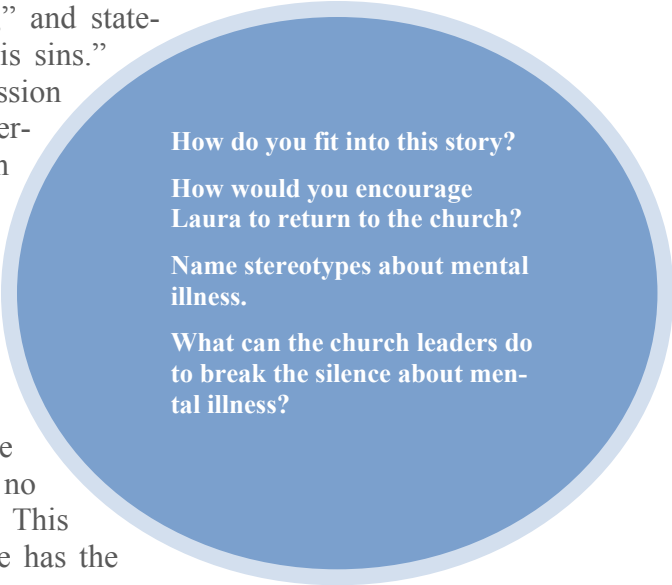 ,” and state-
is sins.”
ssion
er-
n
How do you fit into this story?
How would you encourage
Laura to return to the church?
Name stereotypes about mental
illness.
What can the church leaders do
to break the silence about men-
tal illness?
e
no
This
e has the